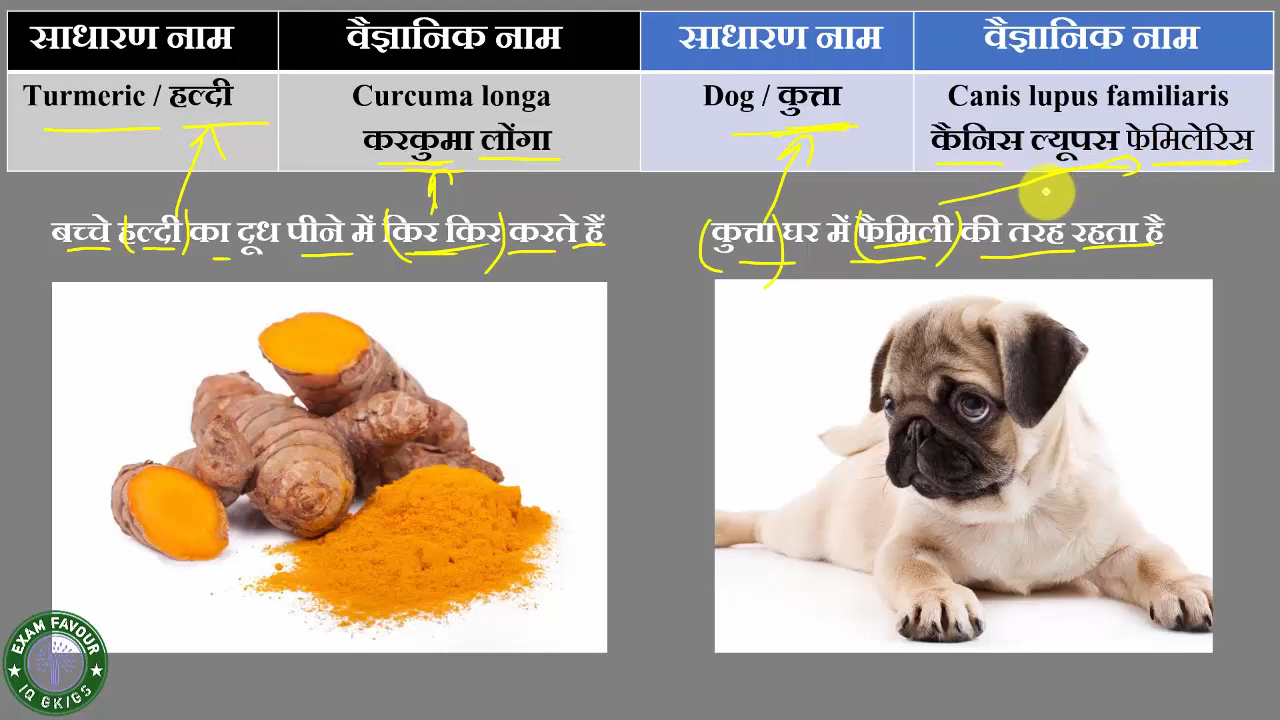 साधारण नाम वैज्ञानिक नाम साधारण नाम वैज्ञानिक नाम
Turmeric / हल्दी Curcuma longa Dog / कुत्ता Canis lupus familiaris
करकुमा लोंगा कैनिस ल्यूपस फेमिलेरिस
बच्चे (हल्दी) का दूध पीने में (किर किर) करते हैं
(कुत्ता) घर में (फैमिली) की तरह रहता है
EXAM FAVOUR
IQ GK/GS